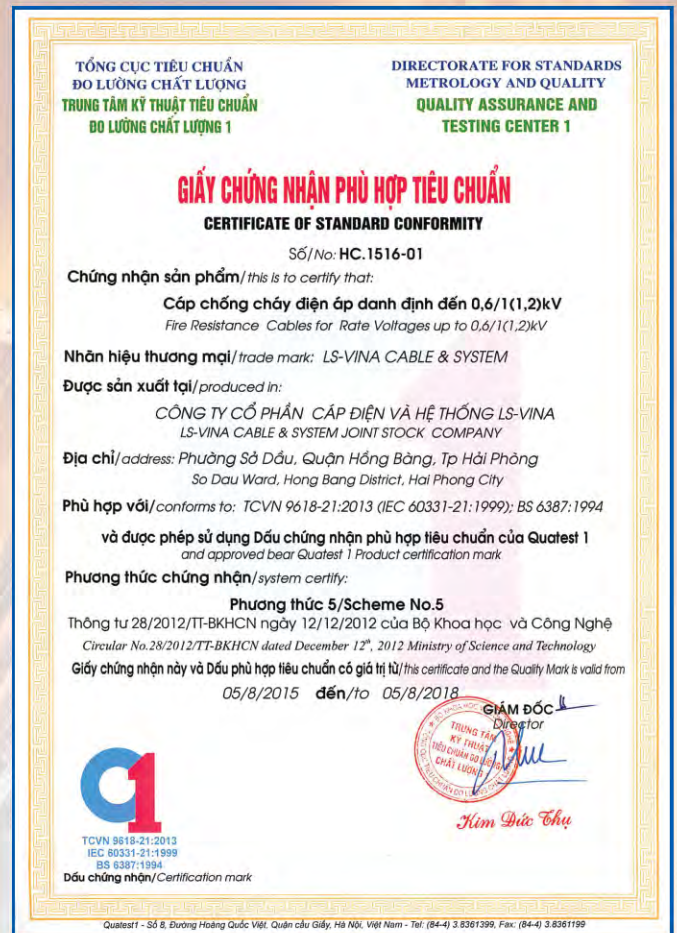 TỔNG CỤC TIÊU CHUẨN
ĐO LƯỜNG CHẤT LƯỢNG
TRUNG TÂM KỸ THUẬT TIÊU CHUẨN
ĐO LƯỜNG CHẤT LƯỢNG 1
DIRECTORATE FOR STANDARDS
METROLOGY AND QUALITY
QUALITY ASSURANCE AND
TESTING CENTER 1
GIẤY CHỨNG NHẬN PHÙ HỢP TIÊU CHUẨN
CERTIFICATE OF STANDARD CONFORMITY
Số/No: HC.1516-01
Chứng nhận sản phẩm/this is to certify that:
Cáp chống cháy điện áp danh định đến 0,6/1(1,2)kV
Fire Resistance Cables for Rate Voltages up to 0,6/1(1,2)kV
Nhãn hiệu thương mại/trade mark: LS-VINA CABLE & SYSTEM
Được sản xuất tại/produced in:
CÔNG TY CỔ PHẦN CÁP ĐIỆN VÀ HỆ THỐNG LS-VINA
LS-VINA CABLE & SYSTEM JOINT STOCK COMPANY
Địa chỉ/address: Phường Sở Dầu, Quận Hồng Bàng, Tp Hải Phòng
So Dau Ward, Hong Bang District, Hai Phong City
Phù hợp với/conforms to: TCVN 9618-21:2013 (IEC 60331-21:1999); BS 6387:1994
và được phép sử dụng Dấu chứng nhận phù hợp tiêu chuẩn của Quatest 1
and approved bear Quatest 1 Product certification mark
Phương thức chứng nhận/system certify:
Phương thức 5/Scheme No.5
Thông tư 28/2012/TT-BKHCN ngày 12/12/2012 của Bộ Khoa học và Công Nghệ
Circular No.28/2012/TT-BKHCN dated December 12th, 2012 Ministry of Science and Technology
Giấy chứng nhận này và Dấu phù hợp tiêu chuẩn có giá trị từ/this certificate and the Quality Mark is valid from
05/8/2015 đến/to 05/8/2018
GIÁM ĐỐC
Director
TRUNG TÂM
KỸ THUẬT
TIÊU CHUẨN ĐO LƯỜNG
CHẤT LƯỢNG 1
Kim Đức Thụ
TCVN 9618-21:2013
IEC 60331-21:1999
BS 6387:1994
Dấu chứng nhận/Certification mark
Quatest1 - Số 8, Đường Hoàng Quốc Việt, Quận cầu Giấy, Hà Nội, Việt Nam - Tel: (84-4) 3.8361399, Fax: (84-4) 3.8361199